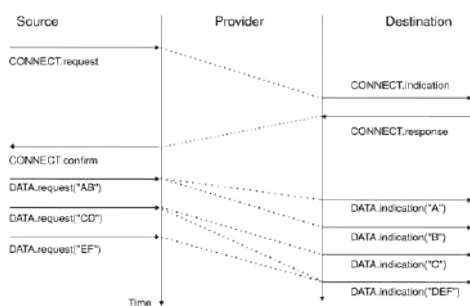 Source Provider Destination
CONNECT.request
CONNECT.indication
CONNECT.response
CONNECT.confirm
DATA.request("AB")
DATA.indication("A")
DATA.request("CD")
DATA.indication("B")
DATA.request("EF")
DATA.indication("C")
DATA.indication("DEF")
Time